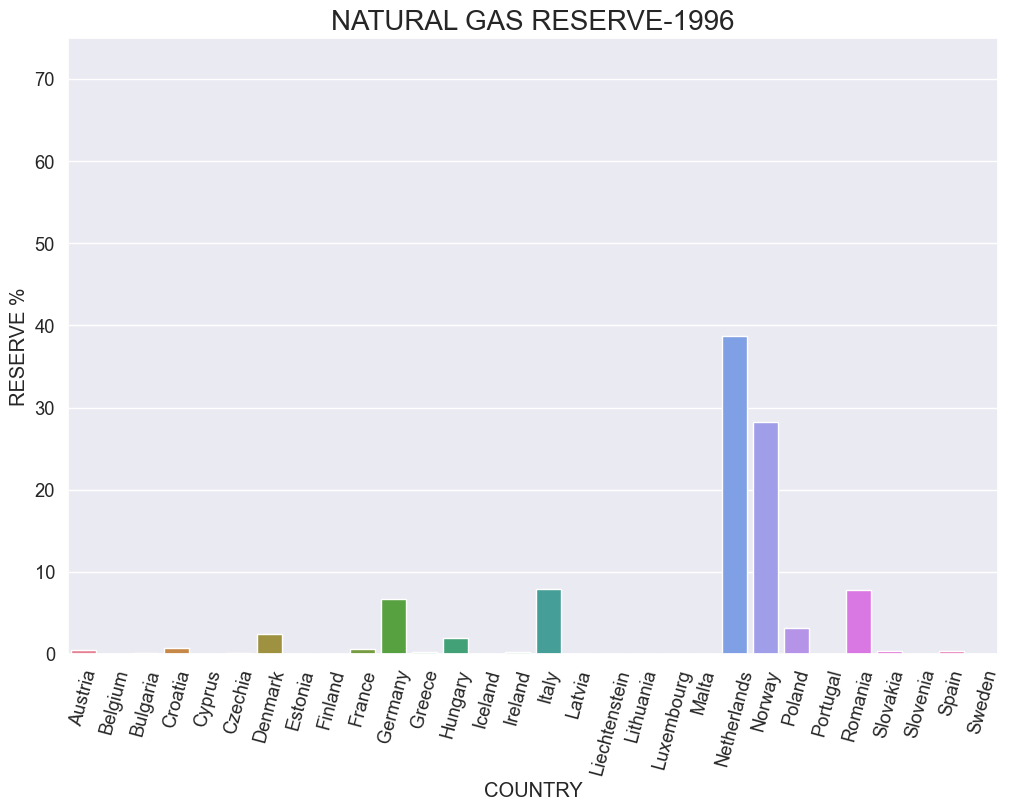 NATURAL GAS RESERVE-1996
70
60
50
40
30
20
10
0
RESERVE %
Austria
Belgium
Bulgaria
Croatia
Cyprus
Czechia
Denmark
Estonia
Finland
France
Germany
Greece
Hungary
Iceland
Ireland
Italy
Latvia
Liechtenstein
Lithuania
Luxembourg
Malta
Netherlands
Norway
Poland
Portugal
Romania
Slovakia
Slovenia
Spain
Sweden
COUNTRY